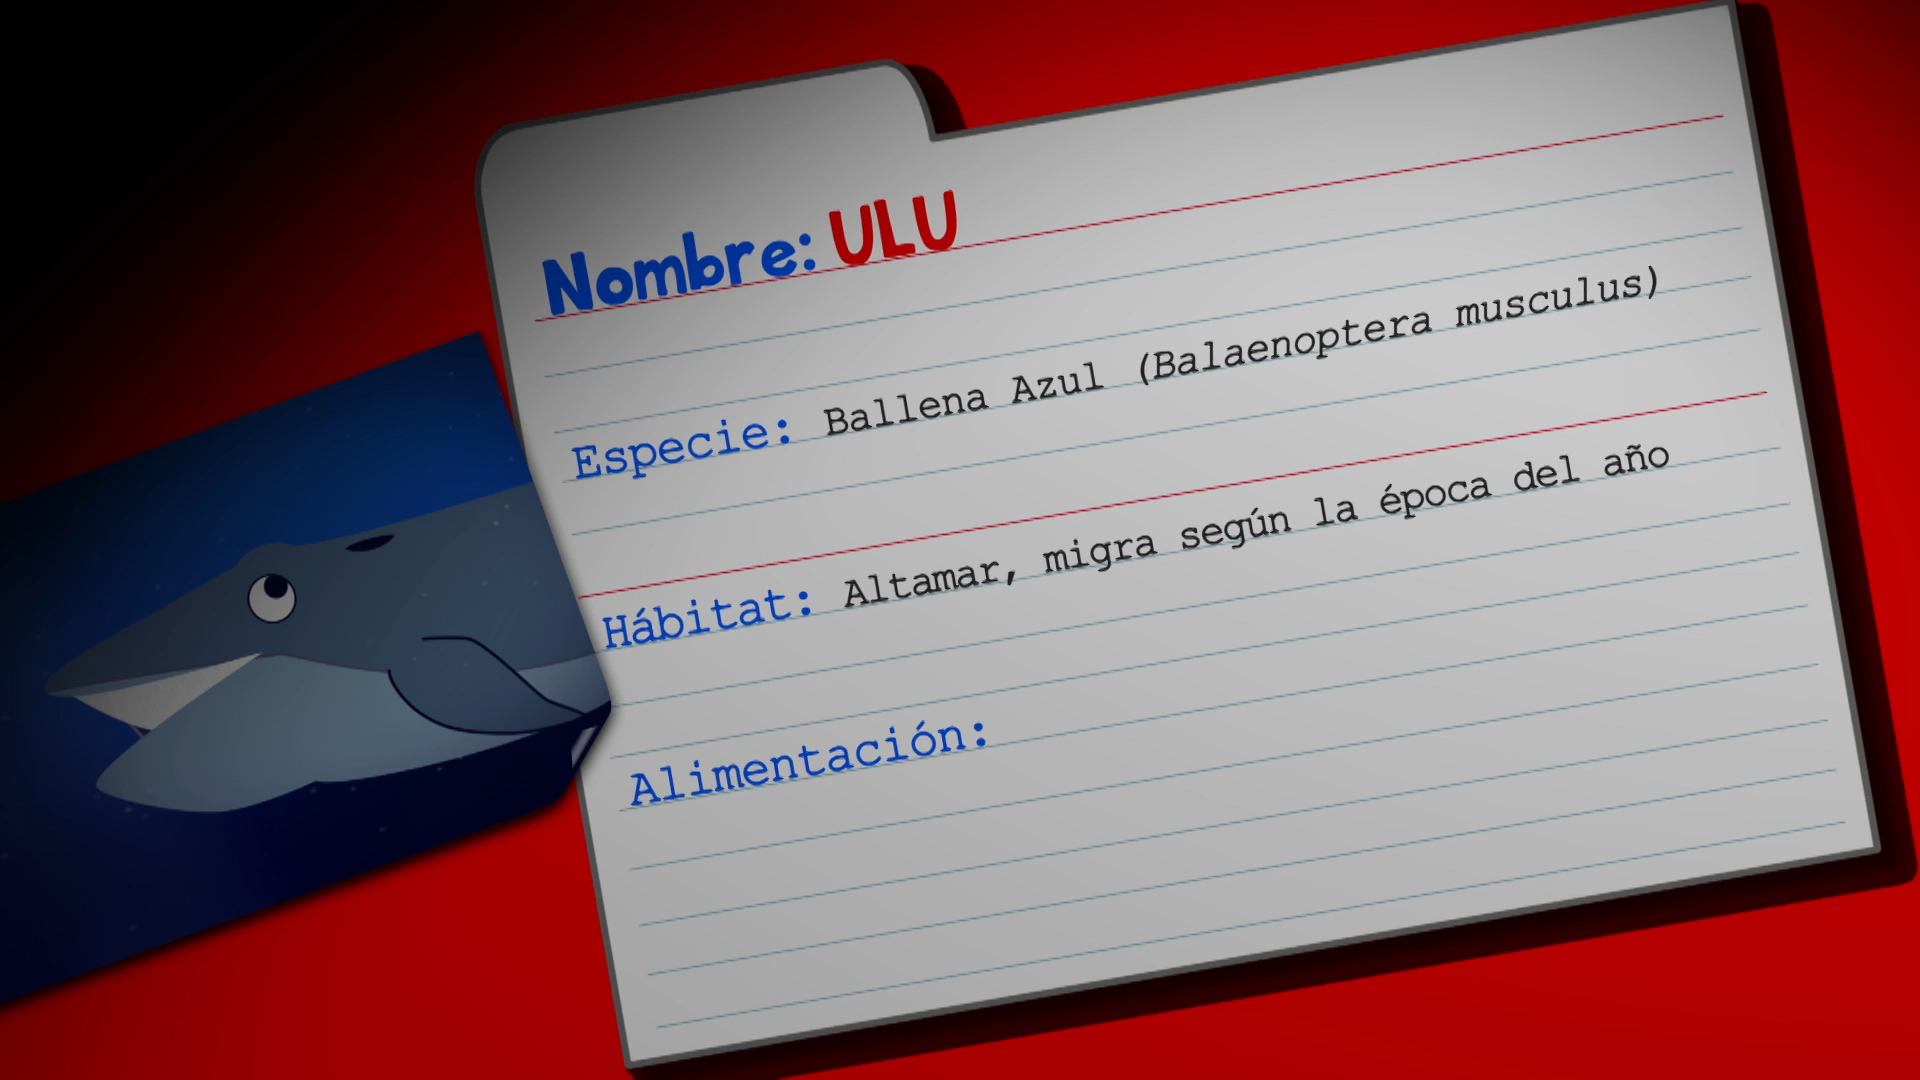 Nombre: ULU
Especie: Ballena Azul (Balaenoptera musculus)
Hábitat: Altamar, migra según la época del año
Alimentación: